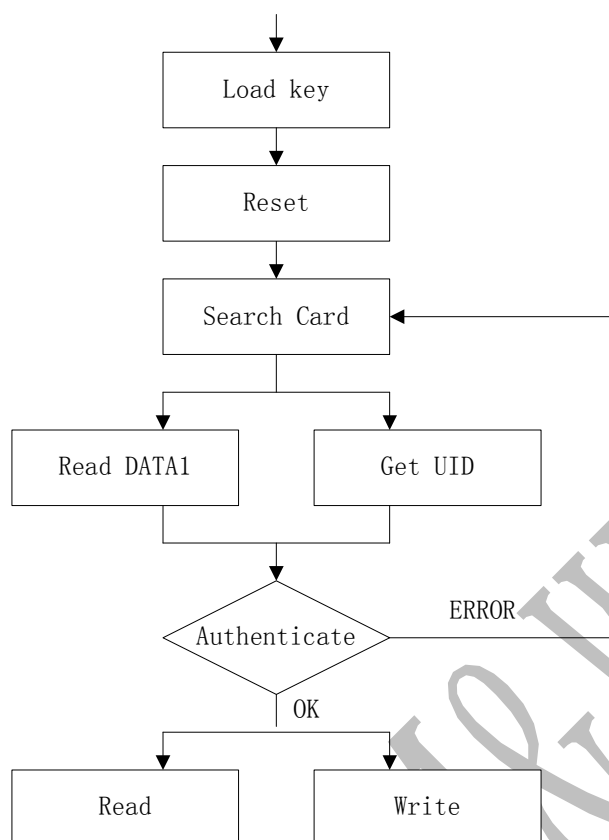 Load key
Reset
Search Card
Read DATA1
Get UID
Authenticate
ERROR
OK
Read
Write